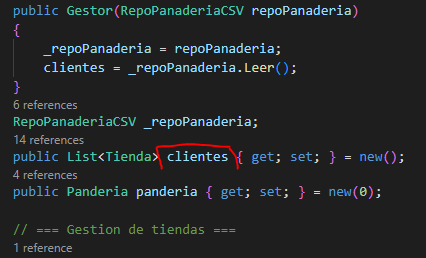 public Gestor(RepoPanaderiaCSV repoPanaderia)
{
_repoPanaderia = repoPanaderia;
clientes = _repoPanaderia.Leer();
}
6 references
RepoPanaderiaCSV _repoPanaderia;
14 references
public List<Tienda> clientes { get; set; } = new();
4 references
public Panderia panderia { get; set; } = new(0);
// === Gestion de tiendas ===
1 reference